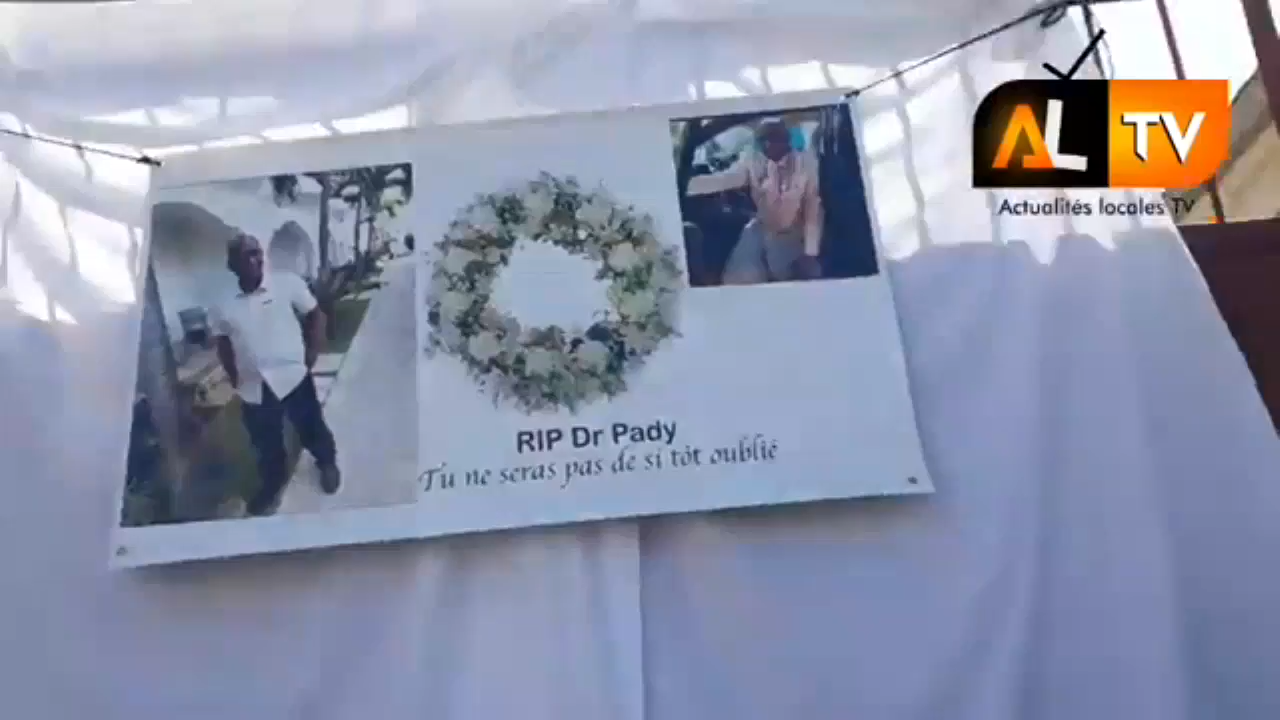 AL TV
Actualités locales TV
RIP Dr Pady
Tu ne seras pas de si tôt oublié